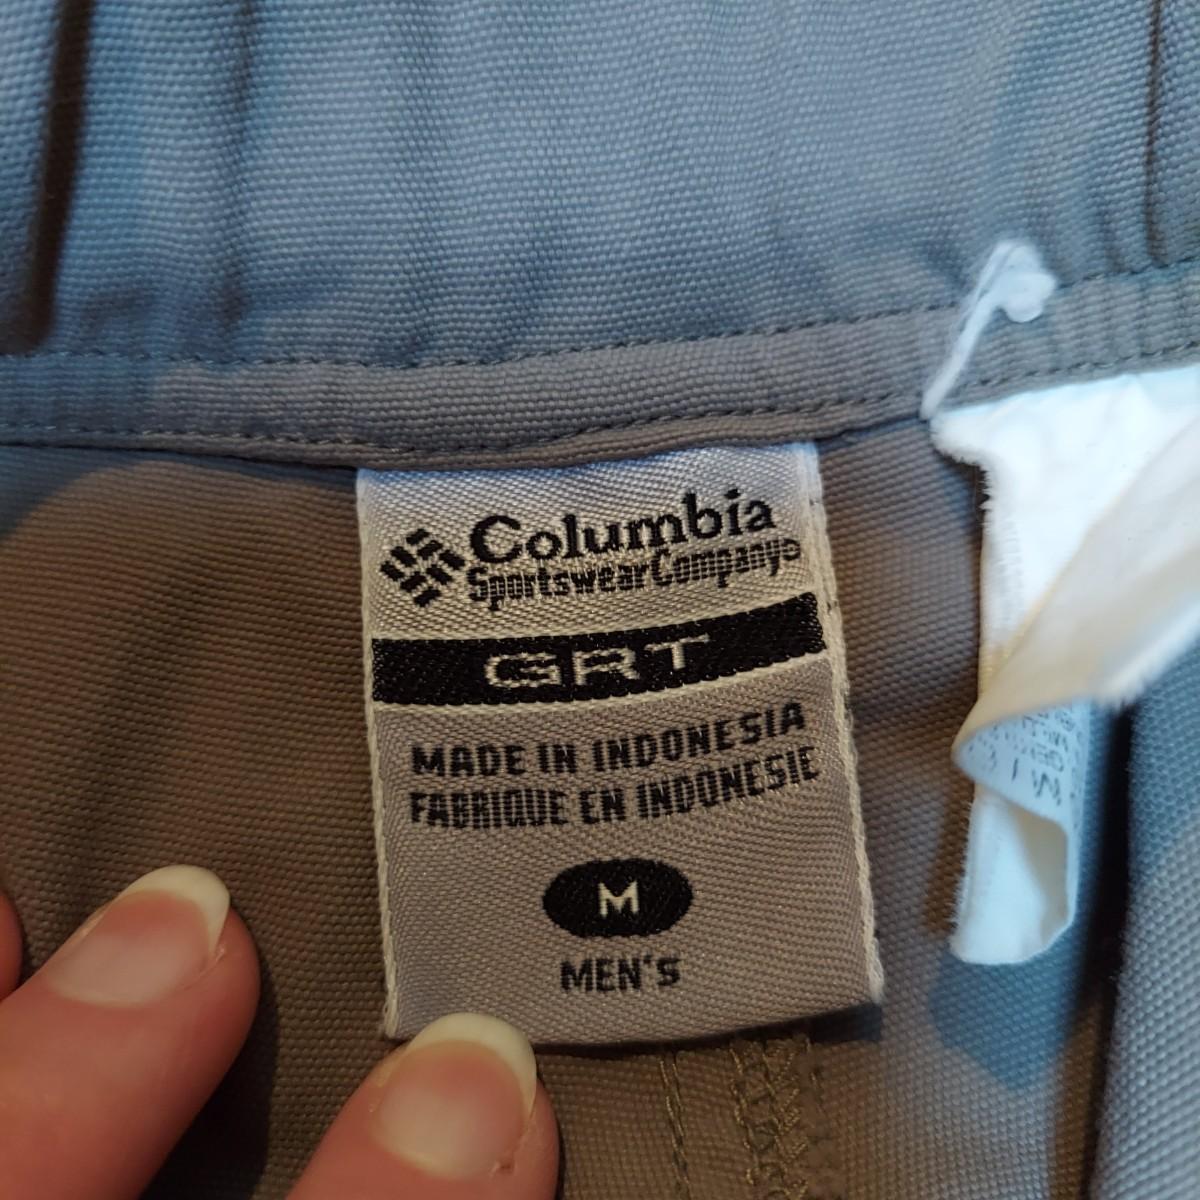 Columbia
Sportswear Company®
GRT
MADE IN INDONESIA
FABRIQUE EN INDONESIE
M
MEN'S